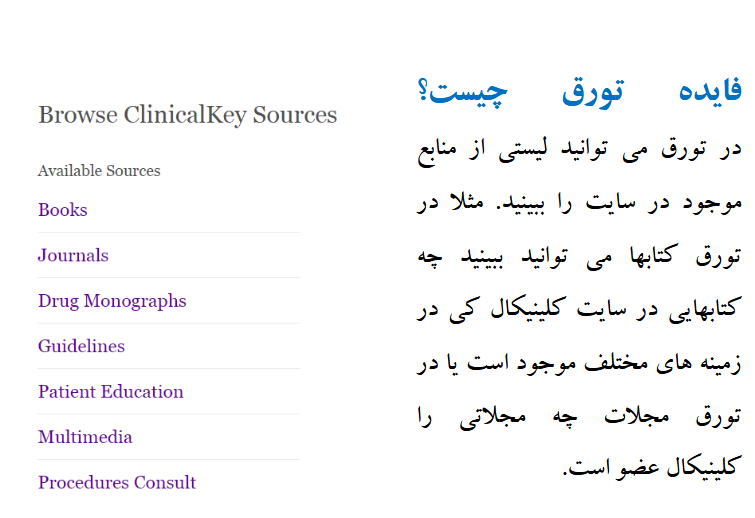 Browse ClinicalKey Sources
Available Sources
Books
Journals
Drug Monographs
Guidelines
Patient Education
Multimedia
Procedures Consult
فایده تورق چیست؟
در تورق می توانید لیستی از منابع
موجود در سایت را ببینید. مثلا در
تورق کتابها می توانید ببینید چه
کتابهایی در سایت کلینیکال کی در
زمینه های مختلف موجود است یا در
تورق مجلات چه مجلاتی را
کلینیکال عضو است.